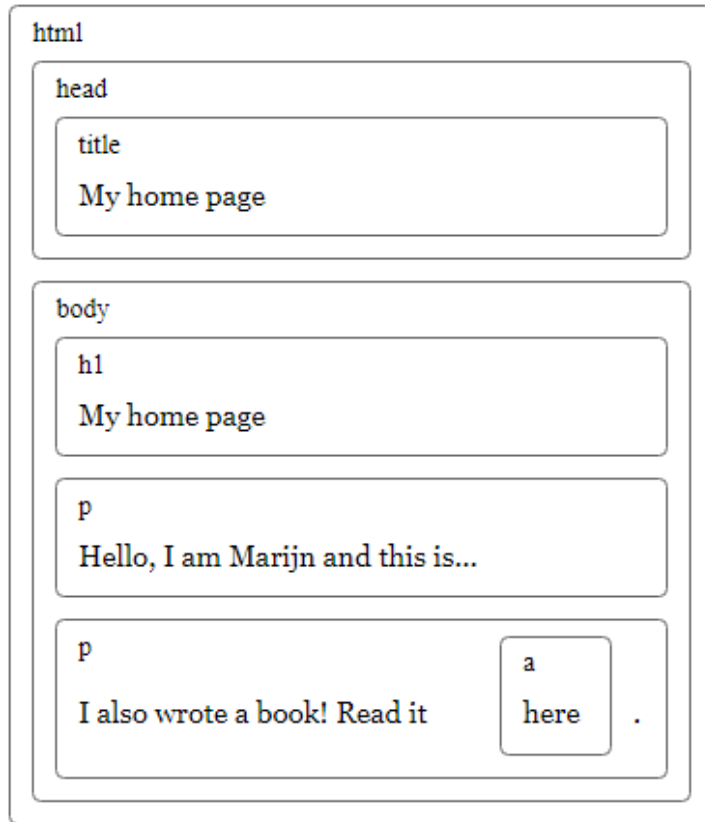 html
head
title
My home page
body
h1
My home page
p
Hello, I am Marijn and this is...
p
I also wrote a book! Read it
a
here
.